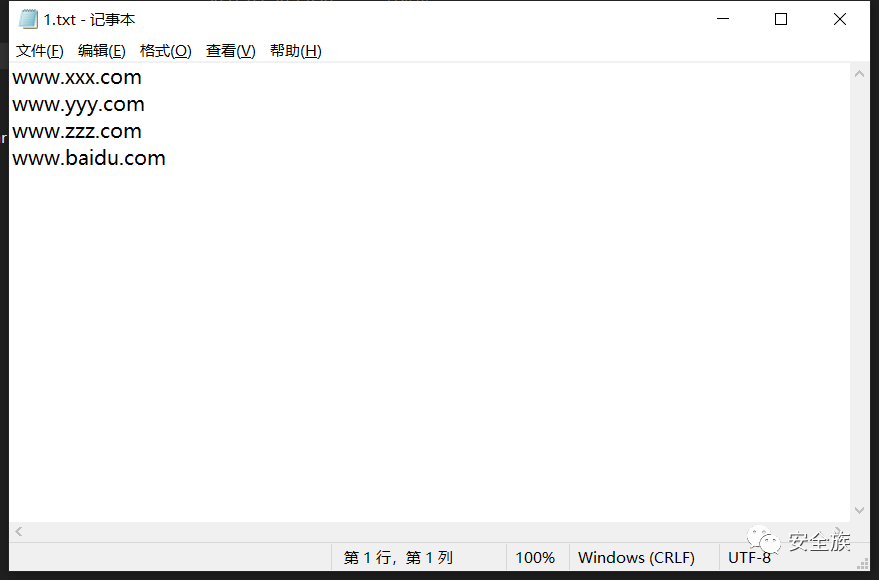 1.txt - 记事本
文件(F) 编辑(E) 格式(O) 查看(V) 帮助(H)
www.xxx.com
www.yyy.com
r
www.zzz.com
www.baidu.com
安全族
第 1 行，第 1 列 100% Windows (CRLF) UTF-8